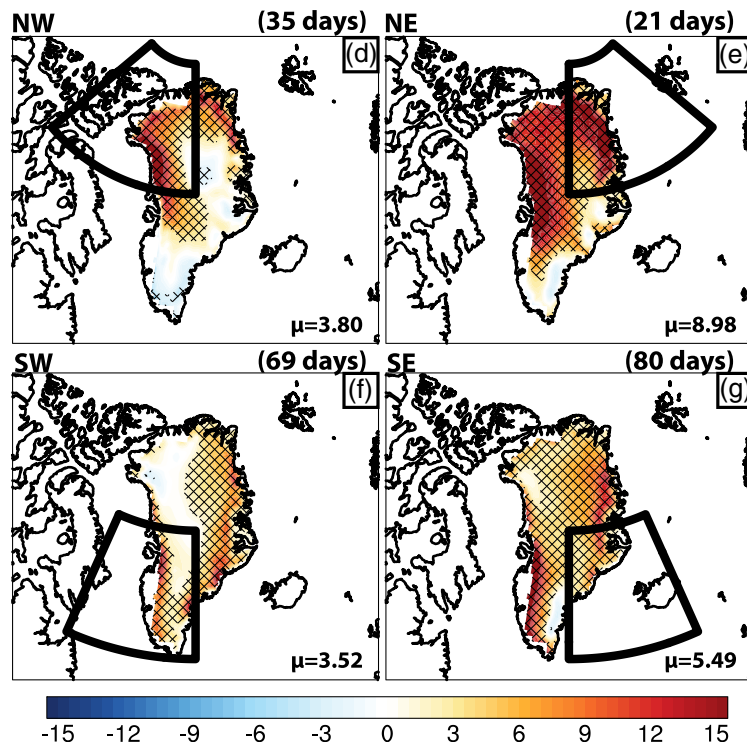 NW (35 days)
(d)
μ=3.80
NE (21 days)
(e)
μ=8.98
SW (69 days)
(f)
μ=3.52
SE (80 days)
(g)
μ=5.49
-15 -12 -9 -6 -3 0 3 6 9 12 15